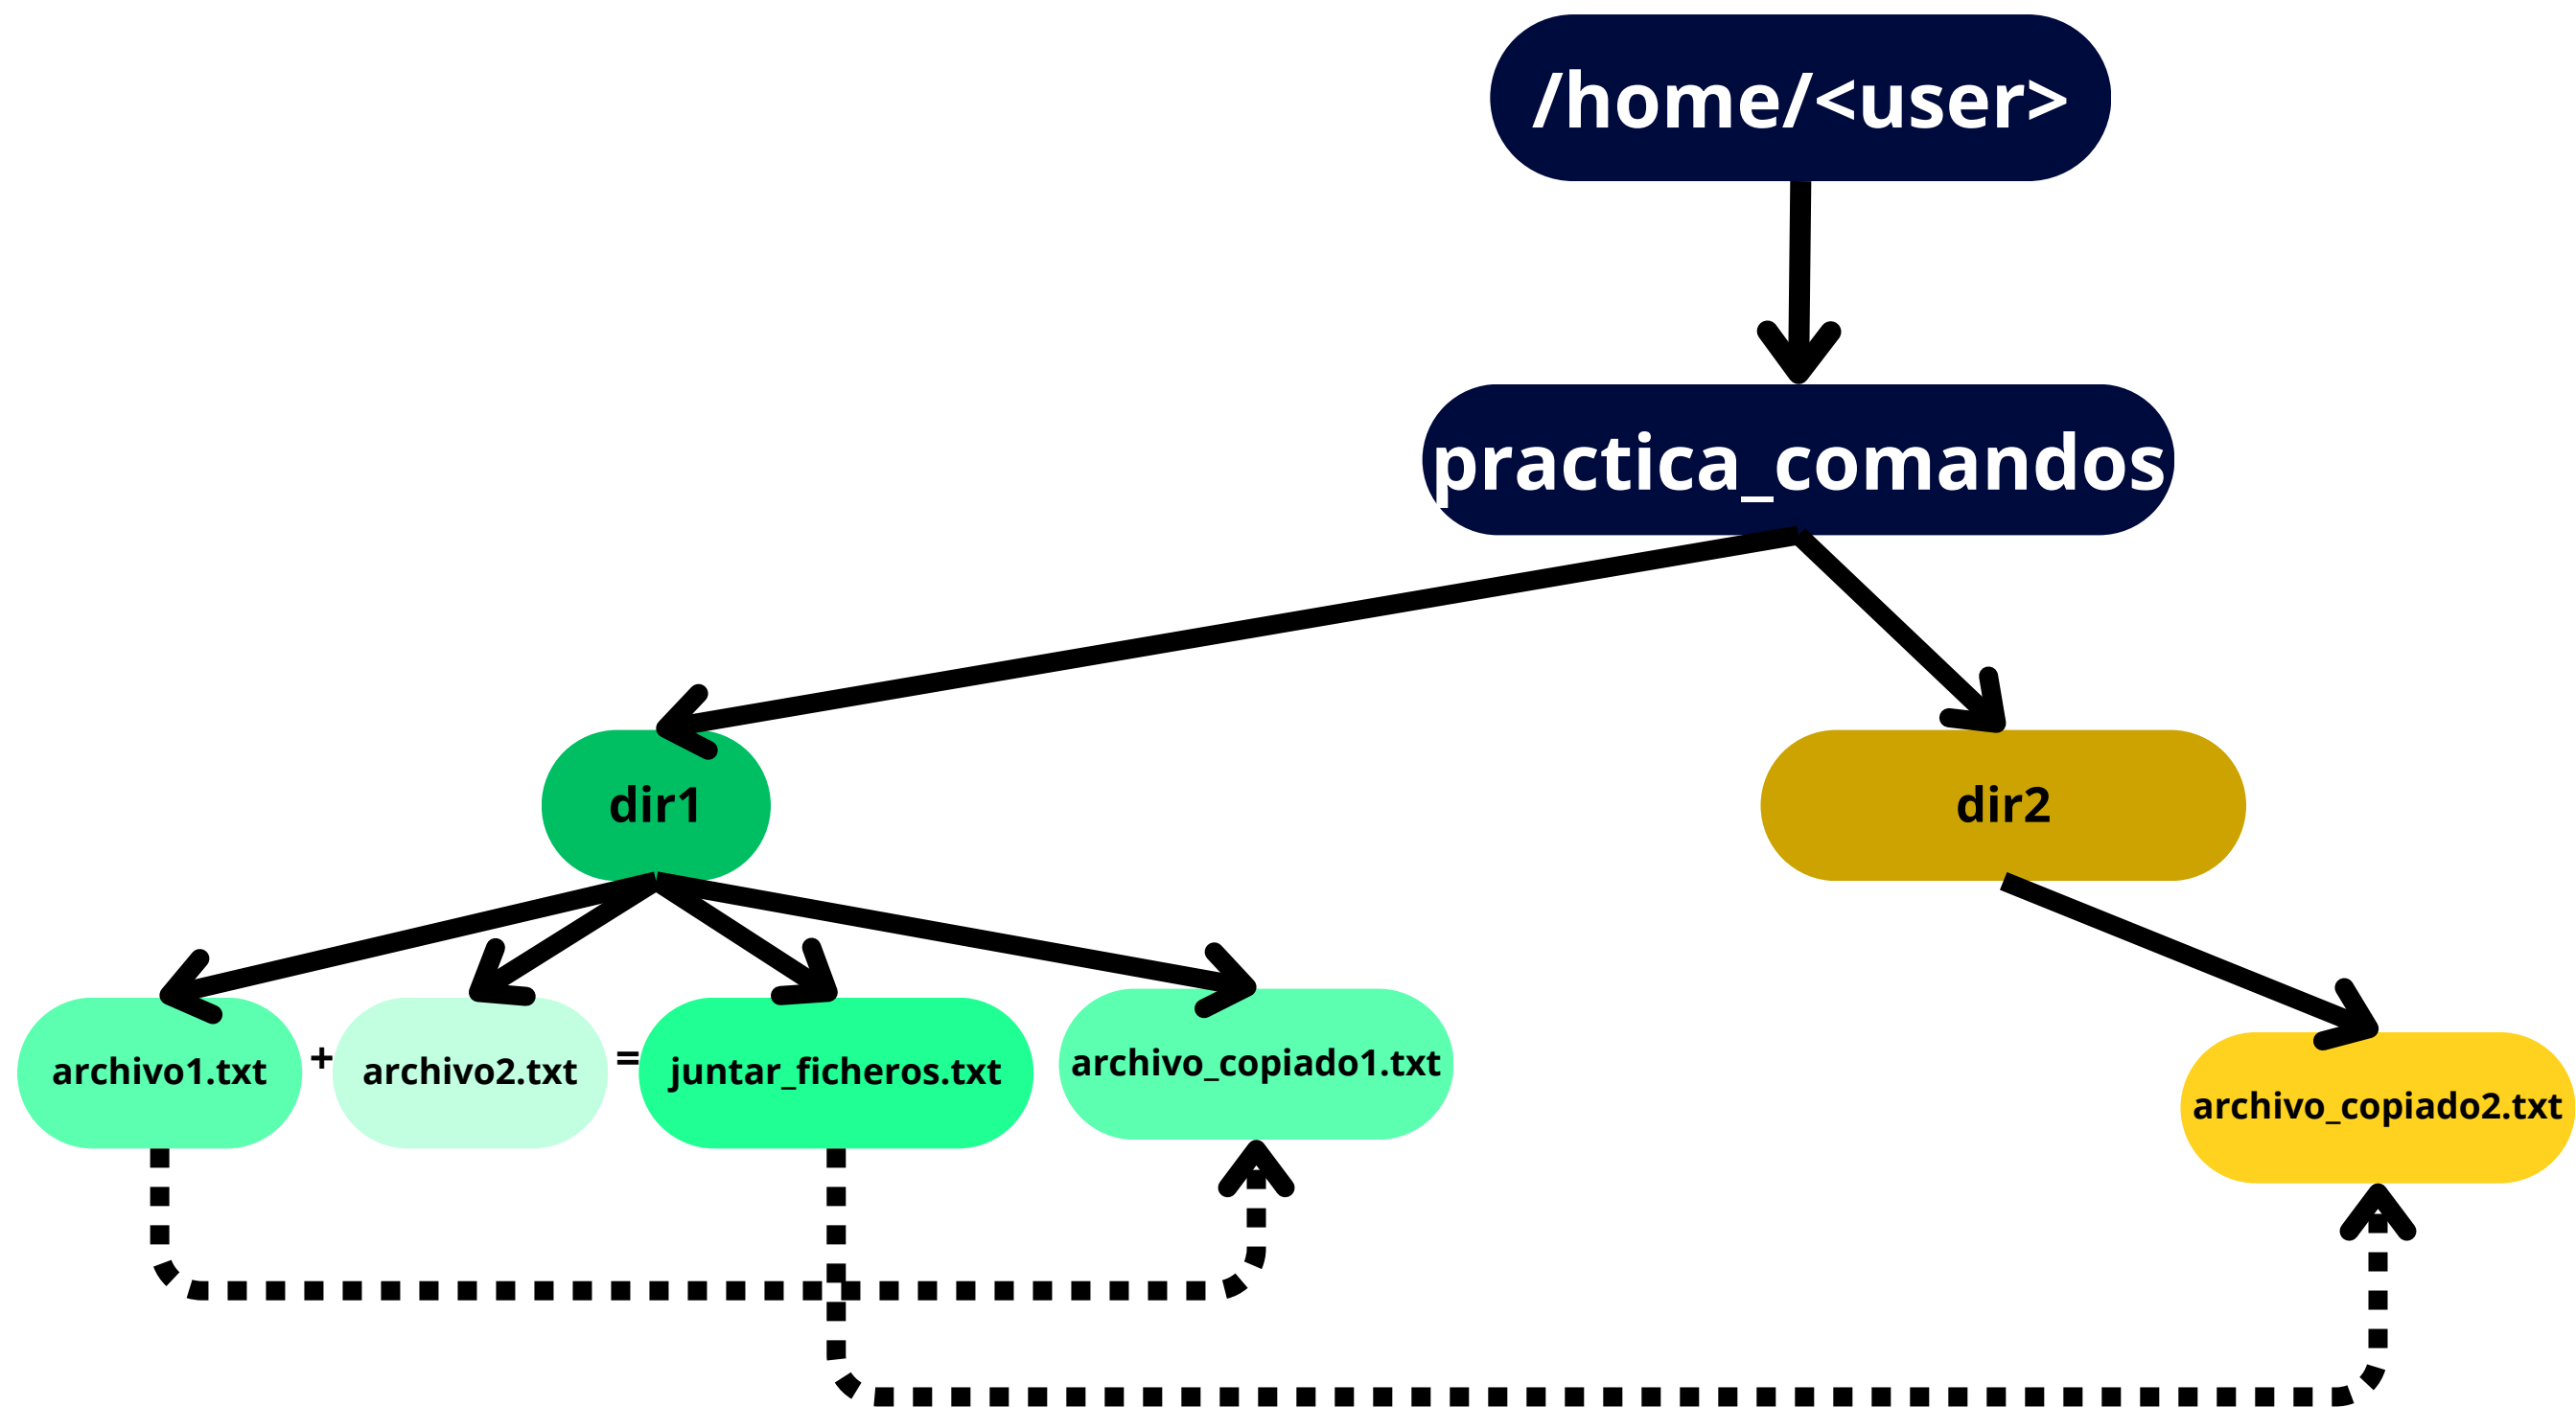 /home/<user>
practica_comandos
dir1
dir2
archivo1.txt
+
archivo2.txt
=
juntar_ficheros.txt
archivo_copiado1.txt
archivo_copiado2.txt